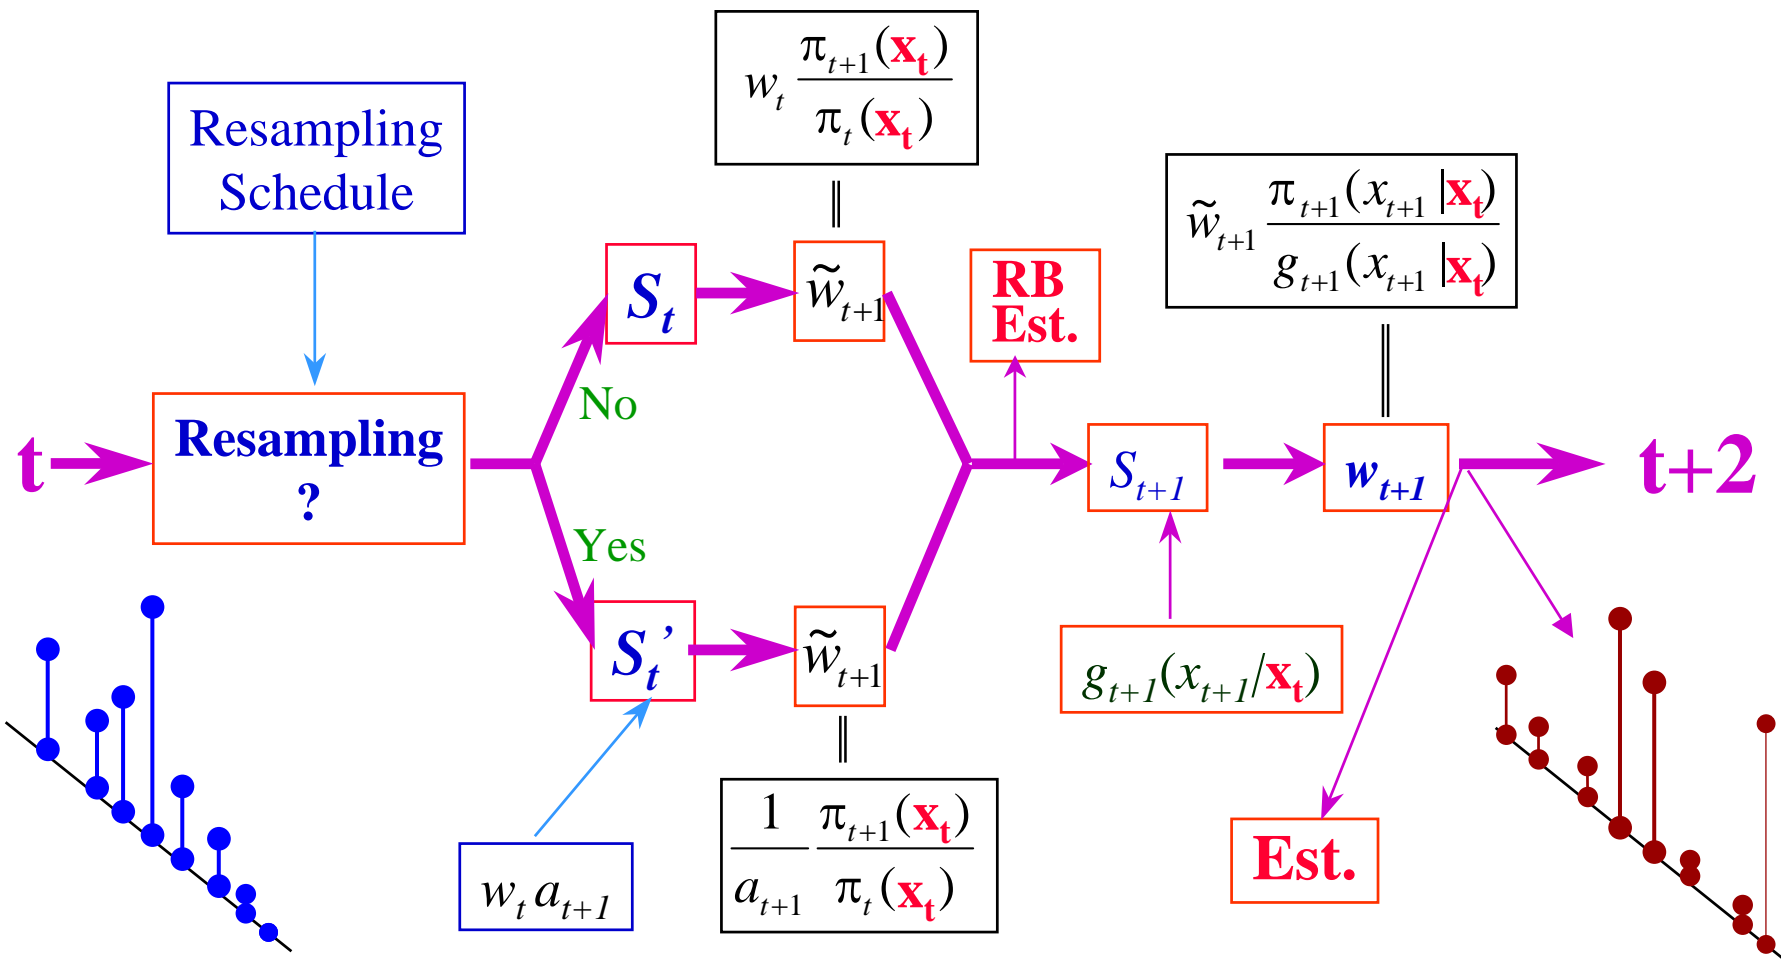 Resampling
Schedule
w_t π_{t+1}(x_t) / π_t(x_t)
||
w̃_{t+1} π_{t+1}(x_{t+1} | x_t) / g_{t+1}(x_{t+1} | x_t)
||
t
Resampling
?
No
Yes
S_t
w̃_{t+1}
RB
Est.
S_{t+1}
w_{t+1}
t+2
S_t’
w̃_{t+1}
||
g_{t+1}(x_{t+1}/x_t)
w_t a_{t+1}
1 / a_{t+1} π_{t+1}(x_t) / π_t(x_t)
Est.